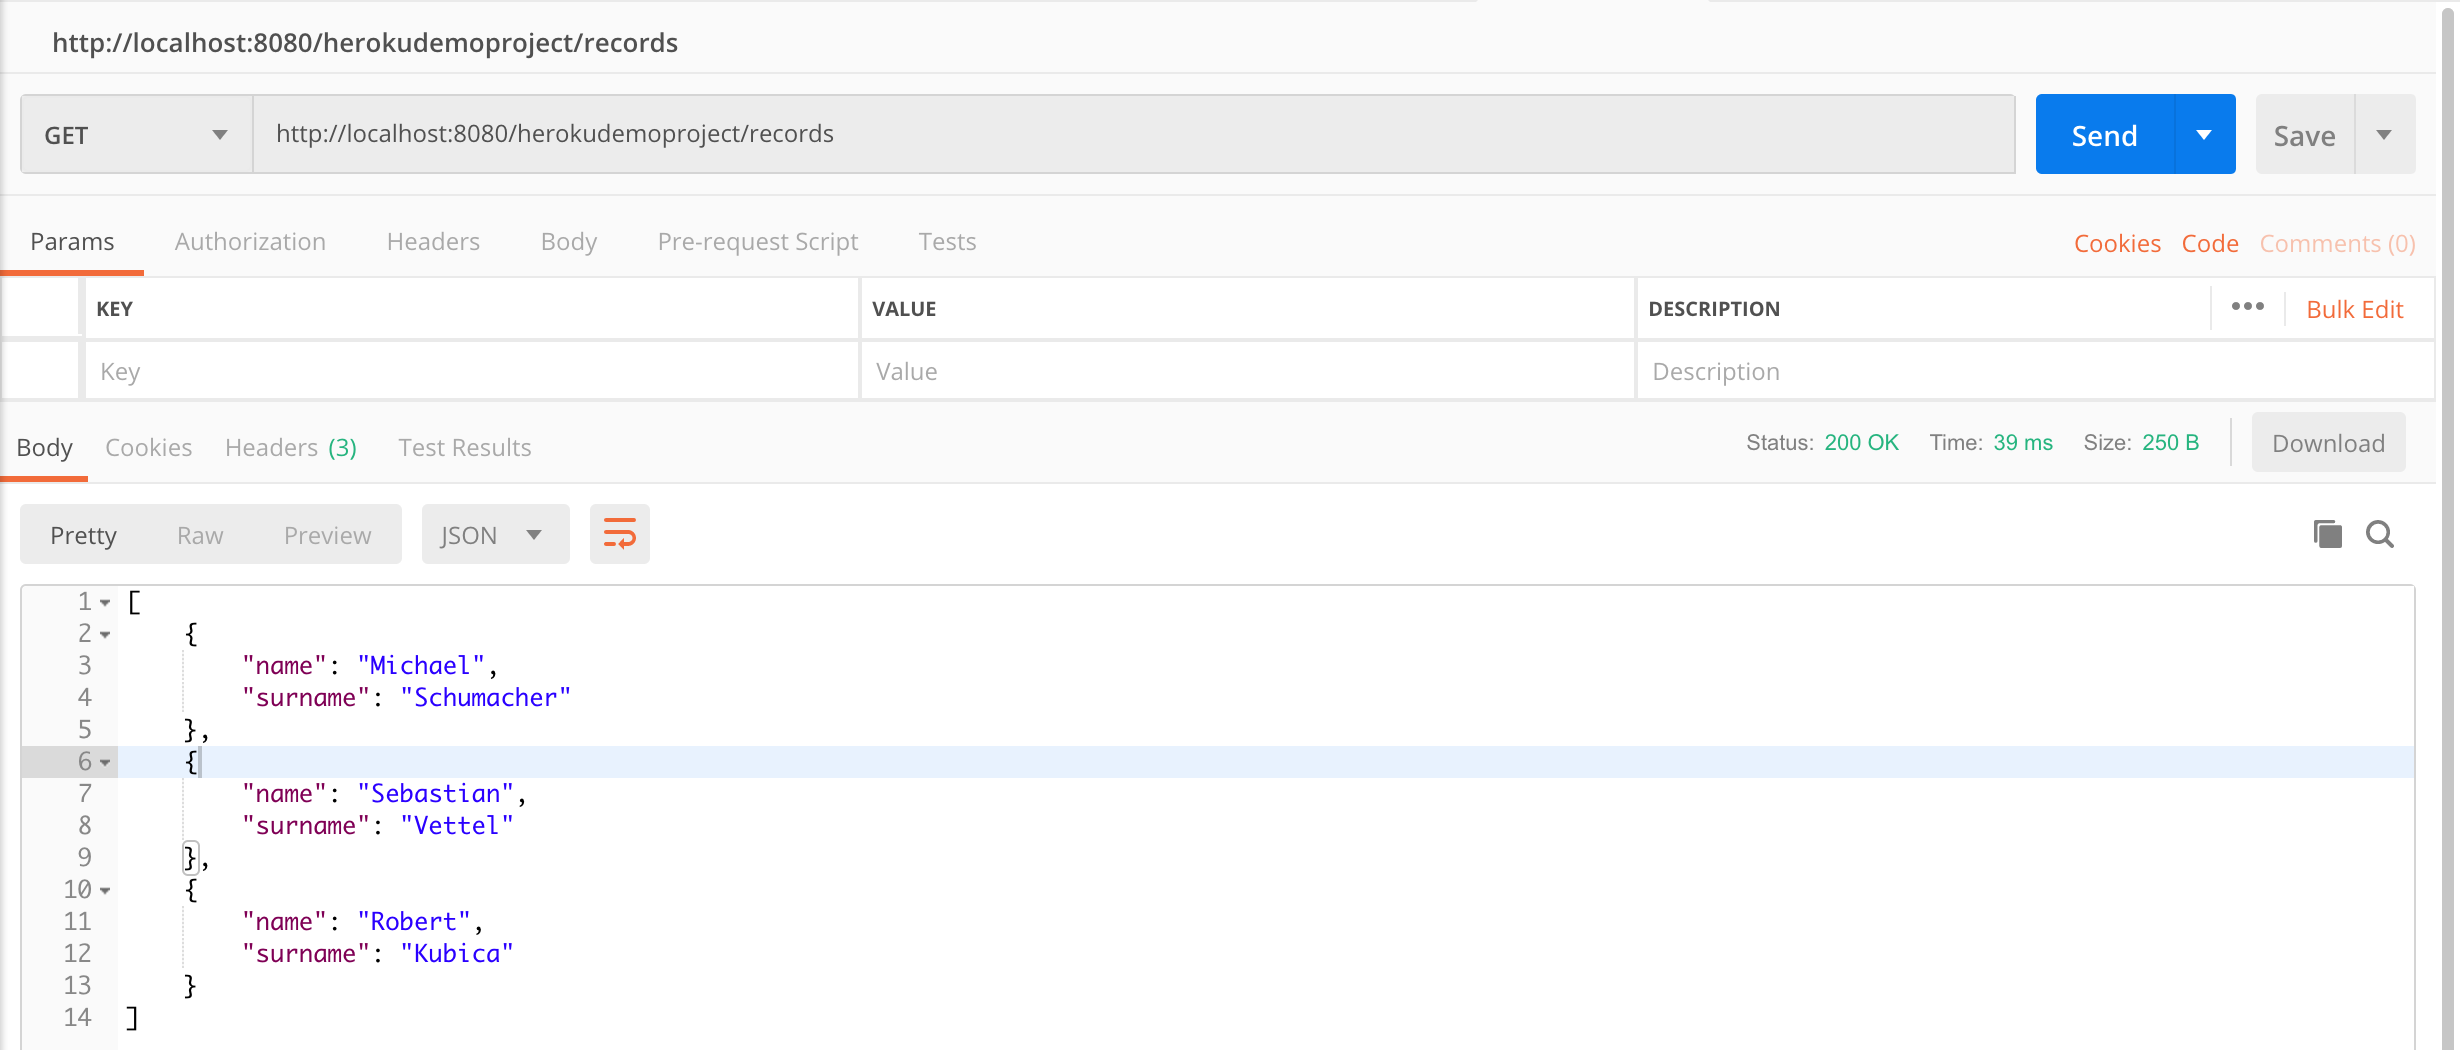 http://localhost:8080/herokudemoproject/records
GET http://localhost:8080/herokudemoproject/records Send Save
Params Authorization Headers Body Pre-request Script Tests Cookies Code Comments (0)
KEY VALUE DESCRIPTION ••• Bulk Edit
Key Value Description
Body Cookies Headers (3) Test Results Status: 200 OK Time: 39 ms Size: 250 B Download
Pretty Raw Preview JSON
1 [
2 {
3 "name": "Michael",
4 "surname": "Schumacher"
5 },
6 {
7 "name": "Sebastian",
8 "surname": "Vettel"
9 },
10 {
11 "name": "Robert",
12 "surname": "Kubica"
13 }
14 ]